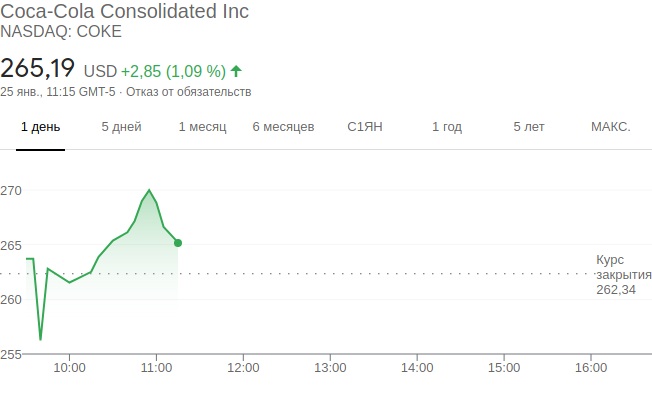 Coca-Cola Consolidated Inc
NASDAQ: COKE
265,19 USD +2,85 (1,09 %)
25 янв., 11:15 GMT-5 · Отказ от обязательств
1 день 5 дней 1 месяц 6 месяцев С1ЯН 1 год 5 лет МАКС.
270
265
Курс
закрытия
262,34
260
255
10:00 11:00 12:00 13:00 14:00 15:00 16:00